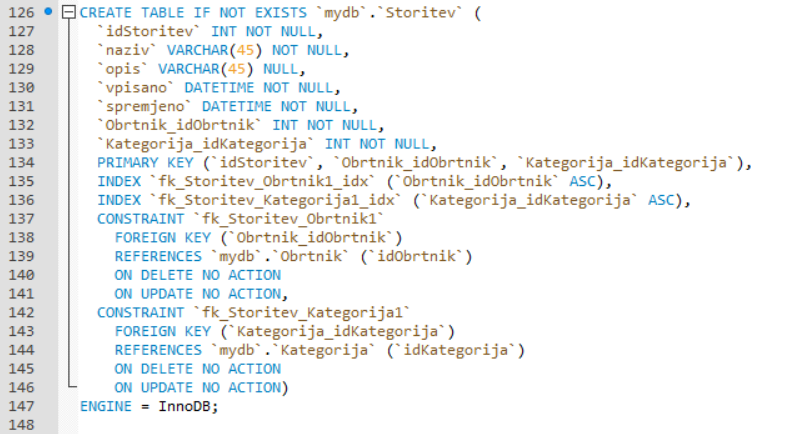 126 CREATE TABLE IF NOT EXISTS `mydb`.`Storitev` (
127 `idStoritev` INT NOT NULL,
128 `naziv` VARCHAR(45) NOT NULL,
129 `opis` VARCHAR(45) NULL,
130 `vpisano` DATETIME NOT NULL,
131 `spremjeno` DATETIME NOT NULL,
132 `Obrtnik_idObrtnik` INT NOT NULL,
133 `Kategorija_idKategorija` INT NOT NULL,
134 PRIMARY KEY (`idStoritev`, `Obrtnik_idObrtnik`, `Kategorija_idKategorija`),
135 INDEX `fk_Storitev_Obrtnik1_idx` (`Obrtnik_idObrtnik` ASC),
136 INDEX `fk_Storitev_Kategorija1_idx` (`Kategorija_idKategorija` ASC),
137 CONSTRAINT `fk_Storitev_Obrtnik1`
138 FOREIGN KEY (`Obrtnik_idObrtnik`)
139 REFERENCES `mydb`.`Obrtnik` (`idObrtnik`)
140 ON DELETE NO ACTION
141 ON UPDATE NO ACTION,
142 CONSTRAINT `fk_Storitev_Kategorija1`
143 FOREIGN KEY (`Kategorija_idKategorija`)
144 REFERENCES `mydb`.`Kategorija` (`idKategorija`)
145 ON DELETE NO ACTION
146 ON UPDATE NO ACTION)
147 ENGINE = InnoDB;
148